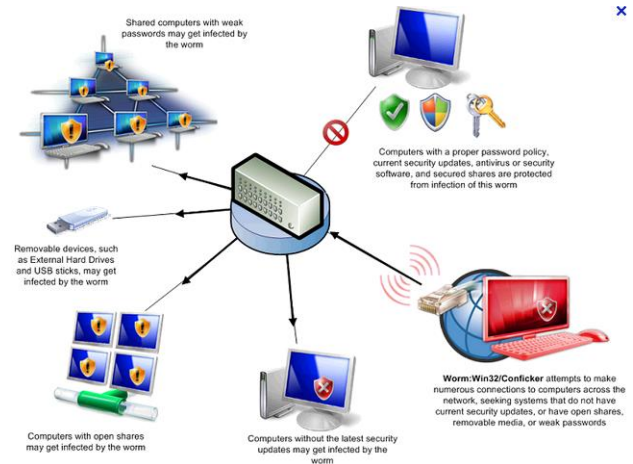 Shared computers with weak
passwords may get infected by
the worm
Computers with a proper password policy,
current security updates, antivirus or security
software, and secured shares are protected
from infection of this worm
Removable devices, such
as External Hard Drives
and USB sticks, may get
infected by the worm
Worm:Win32/Conficker attempts to make
numerous connections to computers across the
network, seeking systems that do not have
current security updates, or have open shares,
removable media, or weak passwords
Computers with open shares
may get infected by the worm
Computers without the latest security
updates may get infected by the
worm